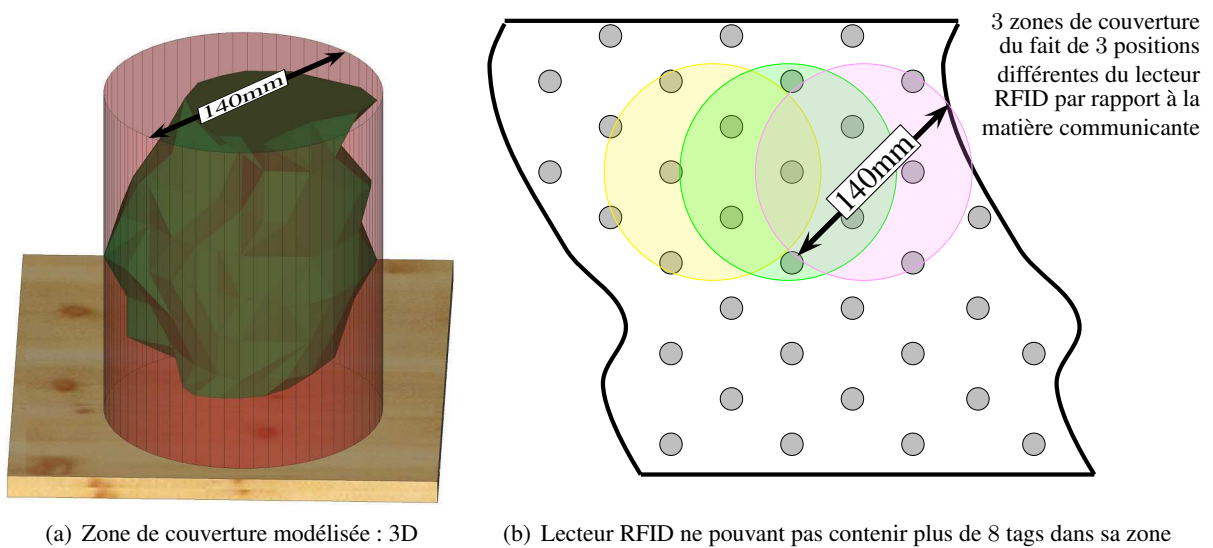 140mm
3 zones de couverture
du fait de 3 positions
différentes du lecteur
RFID par rapport à la
matière communicante
140mm
(a) Zone de couverture modélisée : 3D
(b) Lecteur RFID ne pouvant pas contenir plus de 8 tags dans sa zone